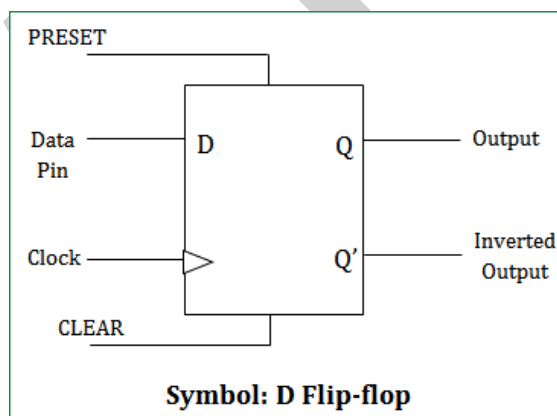 PRESET
Data
Pin
D
Q
Output
Clock
Q’
Inverted
Output
CLEAR
Symbol: D Flip-flop